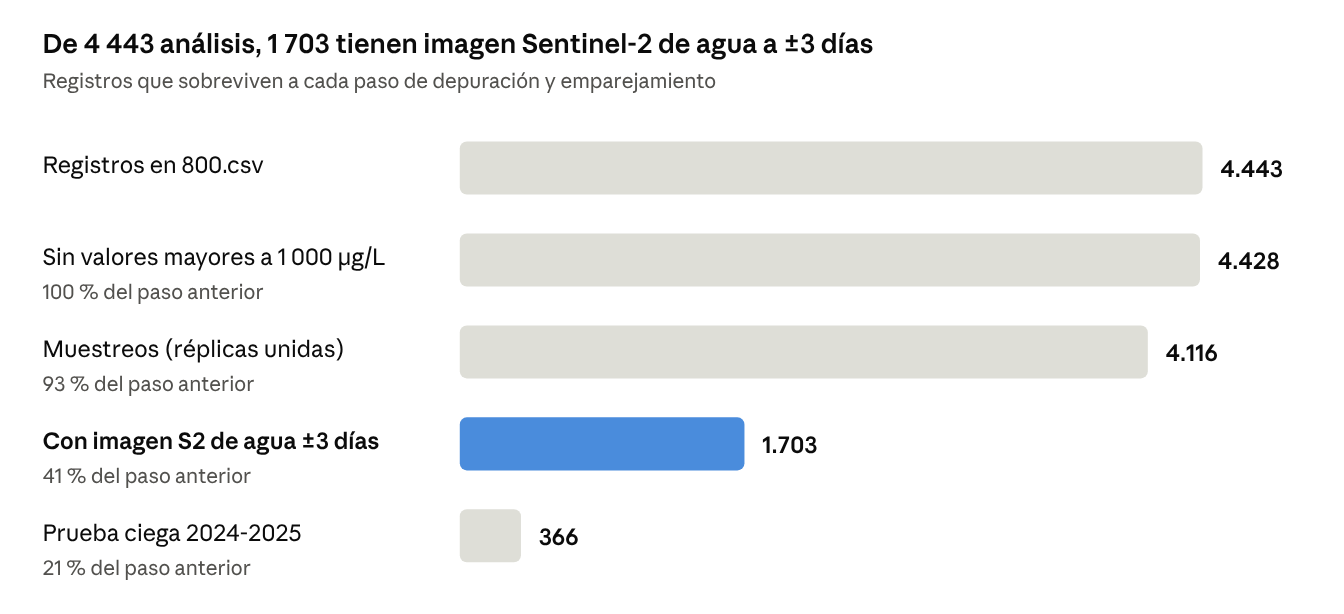 De 4 443 análisis, 1 703 tienen imagen Sentinel-2 de agua a ±3 días
Registros que sobreviven a cada paso de depuración y emparejamiento
Registros en 800.csv
4.443
Sin valores mayores a 1 000 µg/L
4.428
100 % del paso anterior
Muestreos (réplicas unidas)
4.116
93 % del paso anterior
Con imagen S2 de agua ±3 días
1.703
41 % del paso anterior
Prueba ciega 2024-2025
366
21 % del paso anterior